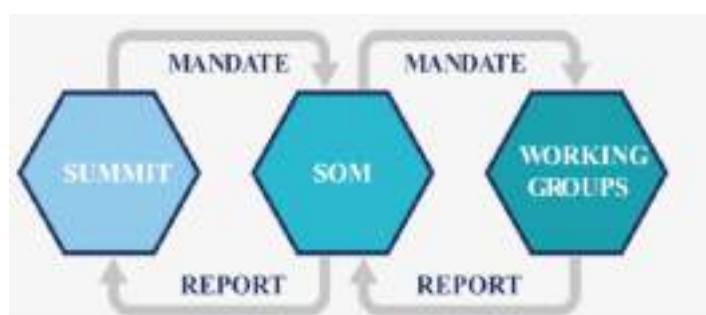 MANDATE MANDATE
SUMMIT
SOM
WORKING
GROUPS
REPORT REPORT